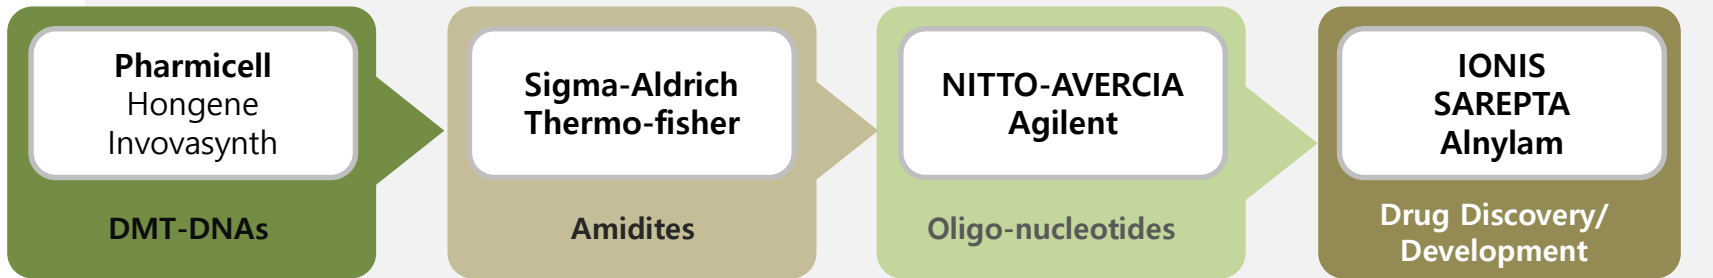 Pharmicell
Hongene
Invovasynth
DMT-DNAs
Sigma-Aldrich
Thermo-fisher
Amidites
NITTO-AVERCIA
Agilent
Oligo-nucleotides
IONIS
SAREPTA
Alnylam
Drug Discovery/
Development